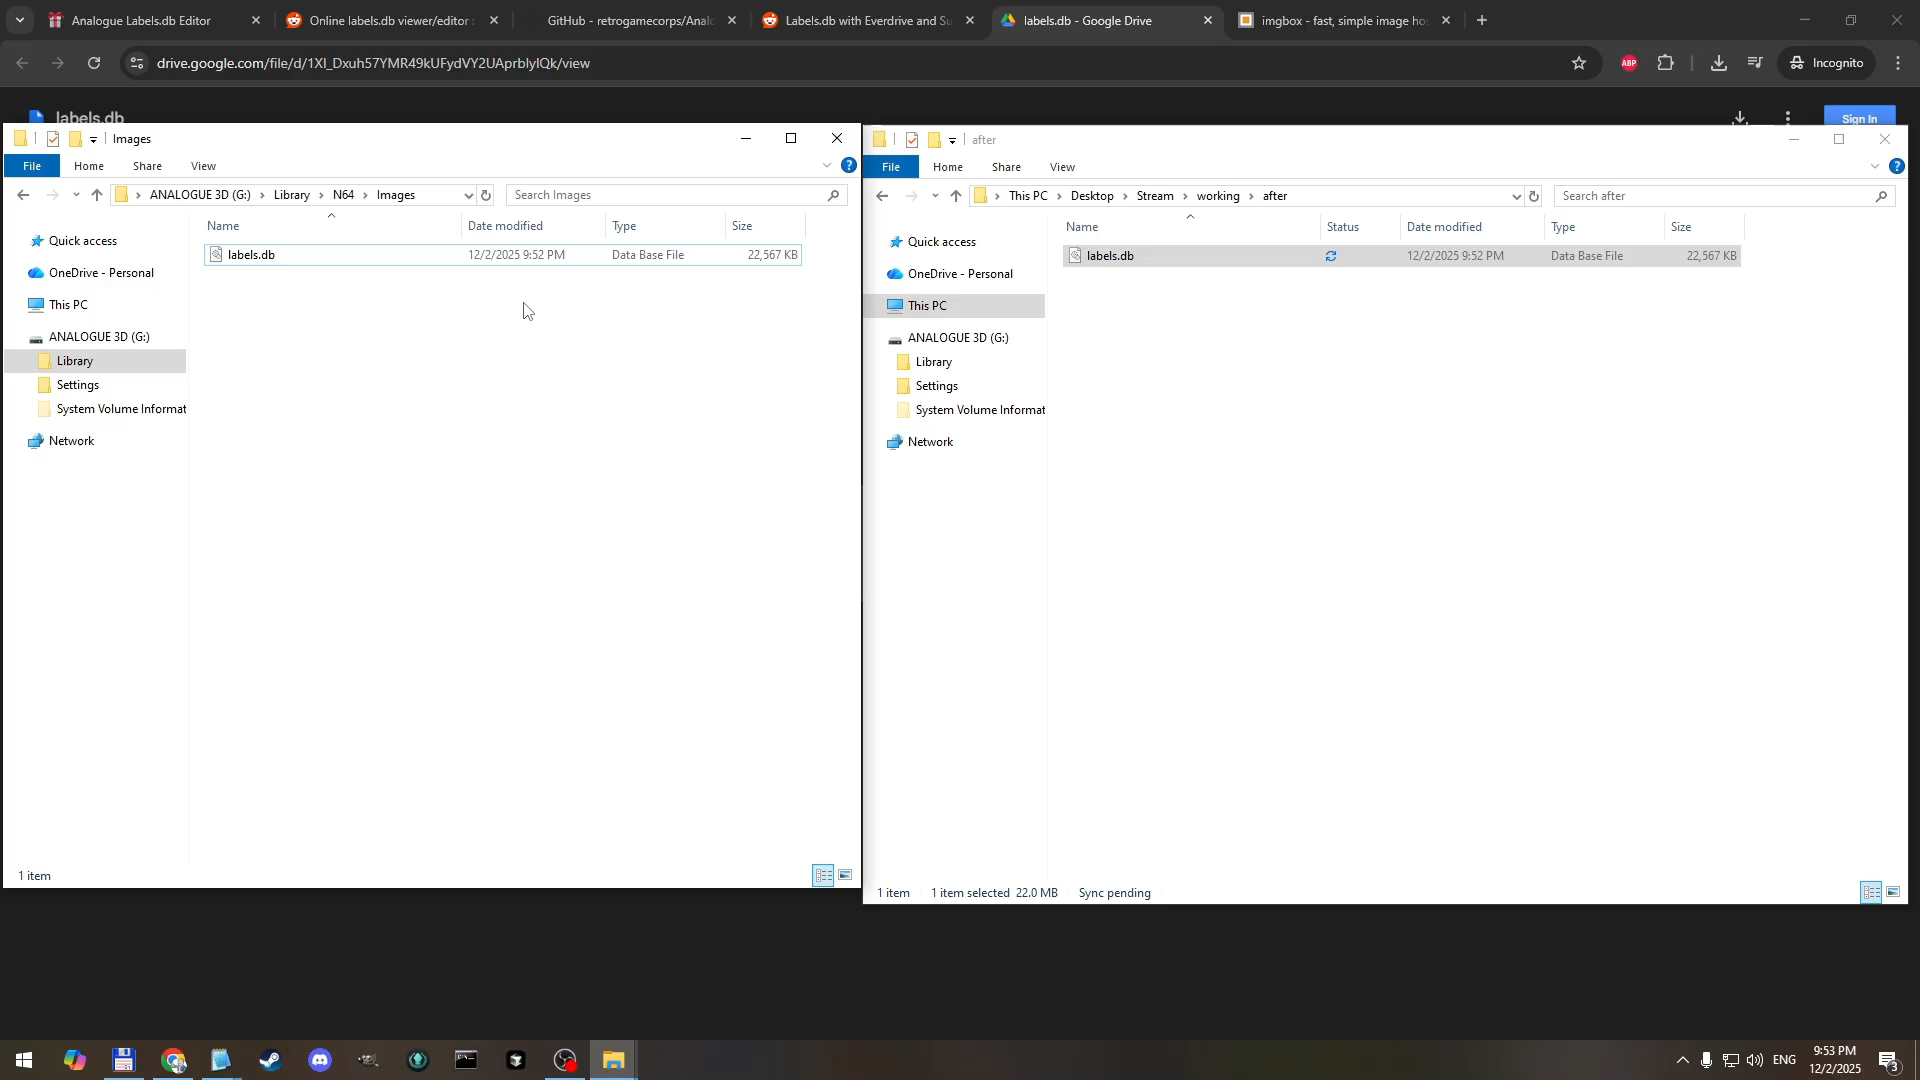 Analogue Labels.db Editor
Online labels.db viewer/editor :
GitHub - retrogamecorps/Analo
Labels.db with Everdrive and Su
labels.db - Google Drive
imgbox - fast, simple image ho
drive.google.com/file/d/1XI_Dxuh57YMR49kUFydVY2UAprblyIQk/view
ABP
Incognito
labels.db
Sign In
Images
File Home Share View
ANALOGUE 3D (G:) Library N64 Images
Search Images
Name Date modified Type Size
labels.db 12/2/2025 9:52 PM Data Base File 22,567 KB
Quick access
OneDrive - Personal
This PC
ANALOGUE 3D (G:)
Library
Settings
System Volume Informat
Network
1 item
after
File Home Share View
This PC Desktop Stream working after
Search after
Name Status Date modified Type Size
labels.db 12/2/2025 9:52 PM Data Base File 22,567 KB
Quick access
OneDrive - Personal
This PC
ANALOGUE 3D (G:)
Library
Settings
System Volume Informat
Network
1 item 1 item selected 22.0 MB Sync pending
ENG
9:53 PM
12/2/2025
3